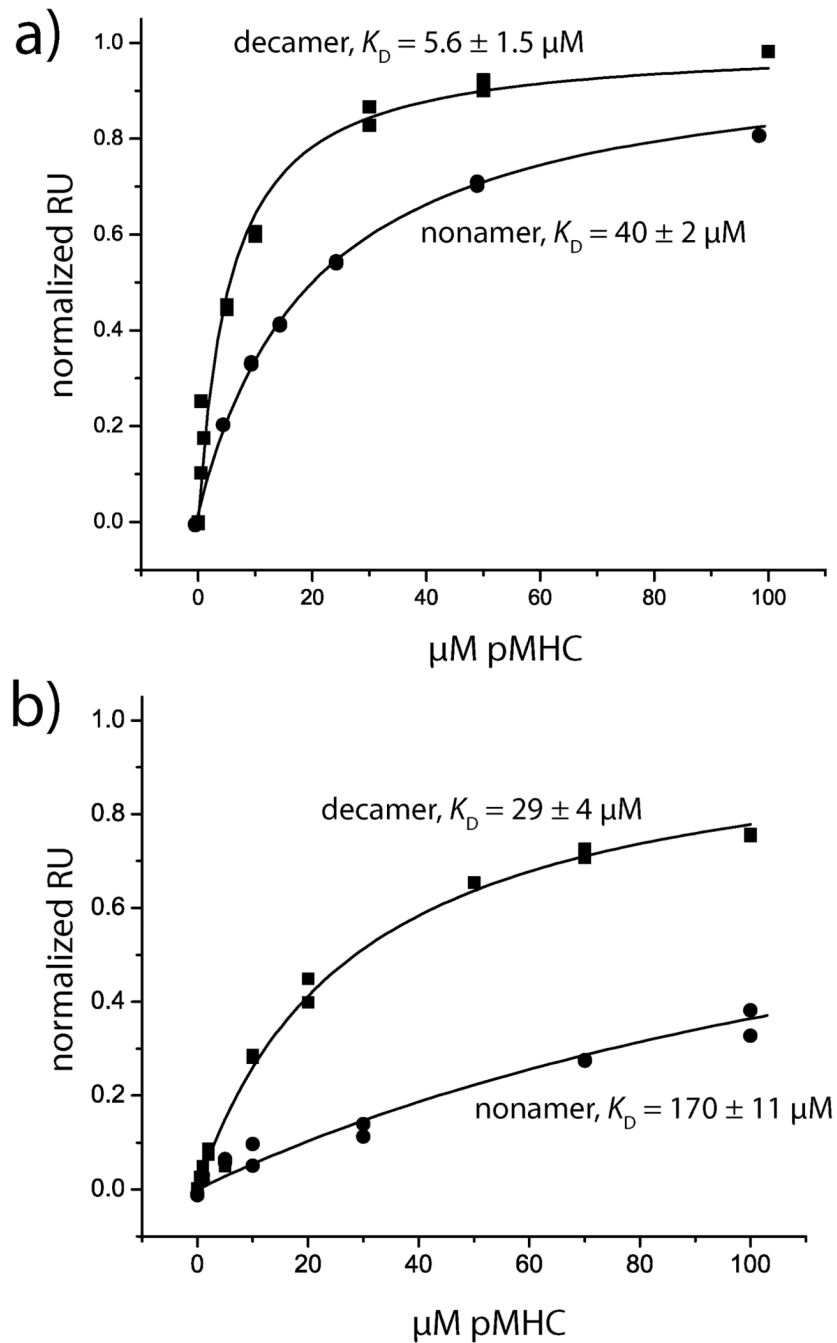 a)
decamer, KD = 5.6 ± 1.5 µM
nonamer, KD = 40 ± 2 µM
normalized RU
1.0
0.8
0.6
0.4
0.2
0.0
0 20 40 60 80 100
µM pMHC
b)
decamer, KD = 29 ± 4 µM
nonamer, KD = 170 ± 11 µM
normalized RU
1.0
0.8
0.6
0.4
0.2
0.0
0 20 40 60 80 100
µM pMHC